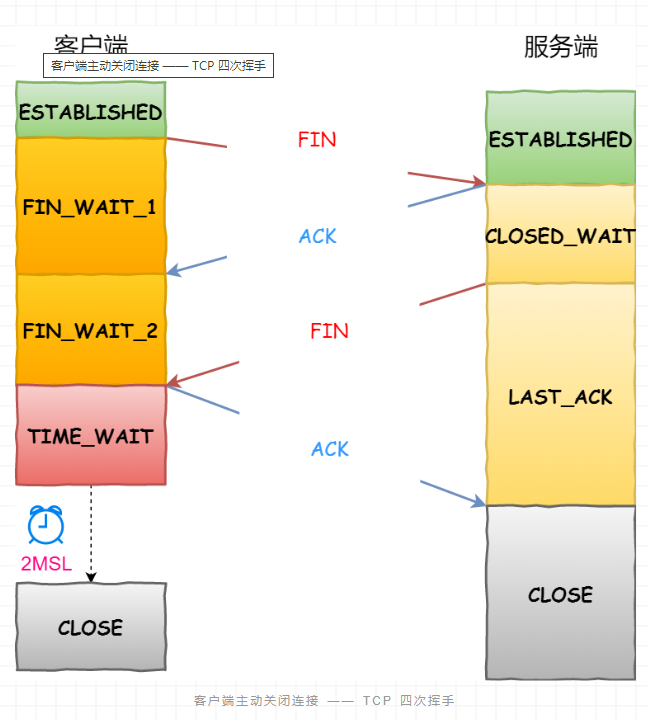 客户端
服务端
客户端主动关闭连接 —— TCP 四次挥手
ESTABLISHED
ESTABLISHED
FIN
FIN_WAIT_1
ACK
CLOSED_WAIT
FIN_WAIT_2
FIN
LAST_ACK
TIME_WAIT
ACK
2MSL
CLOSE
CLOSE
客户端主动关闭连接 —— TCP 四次挥手